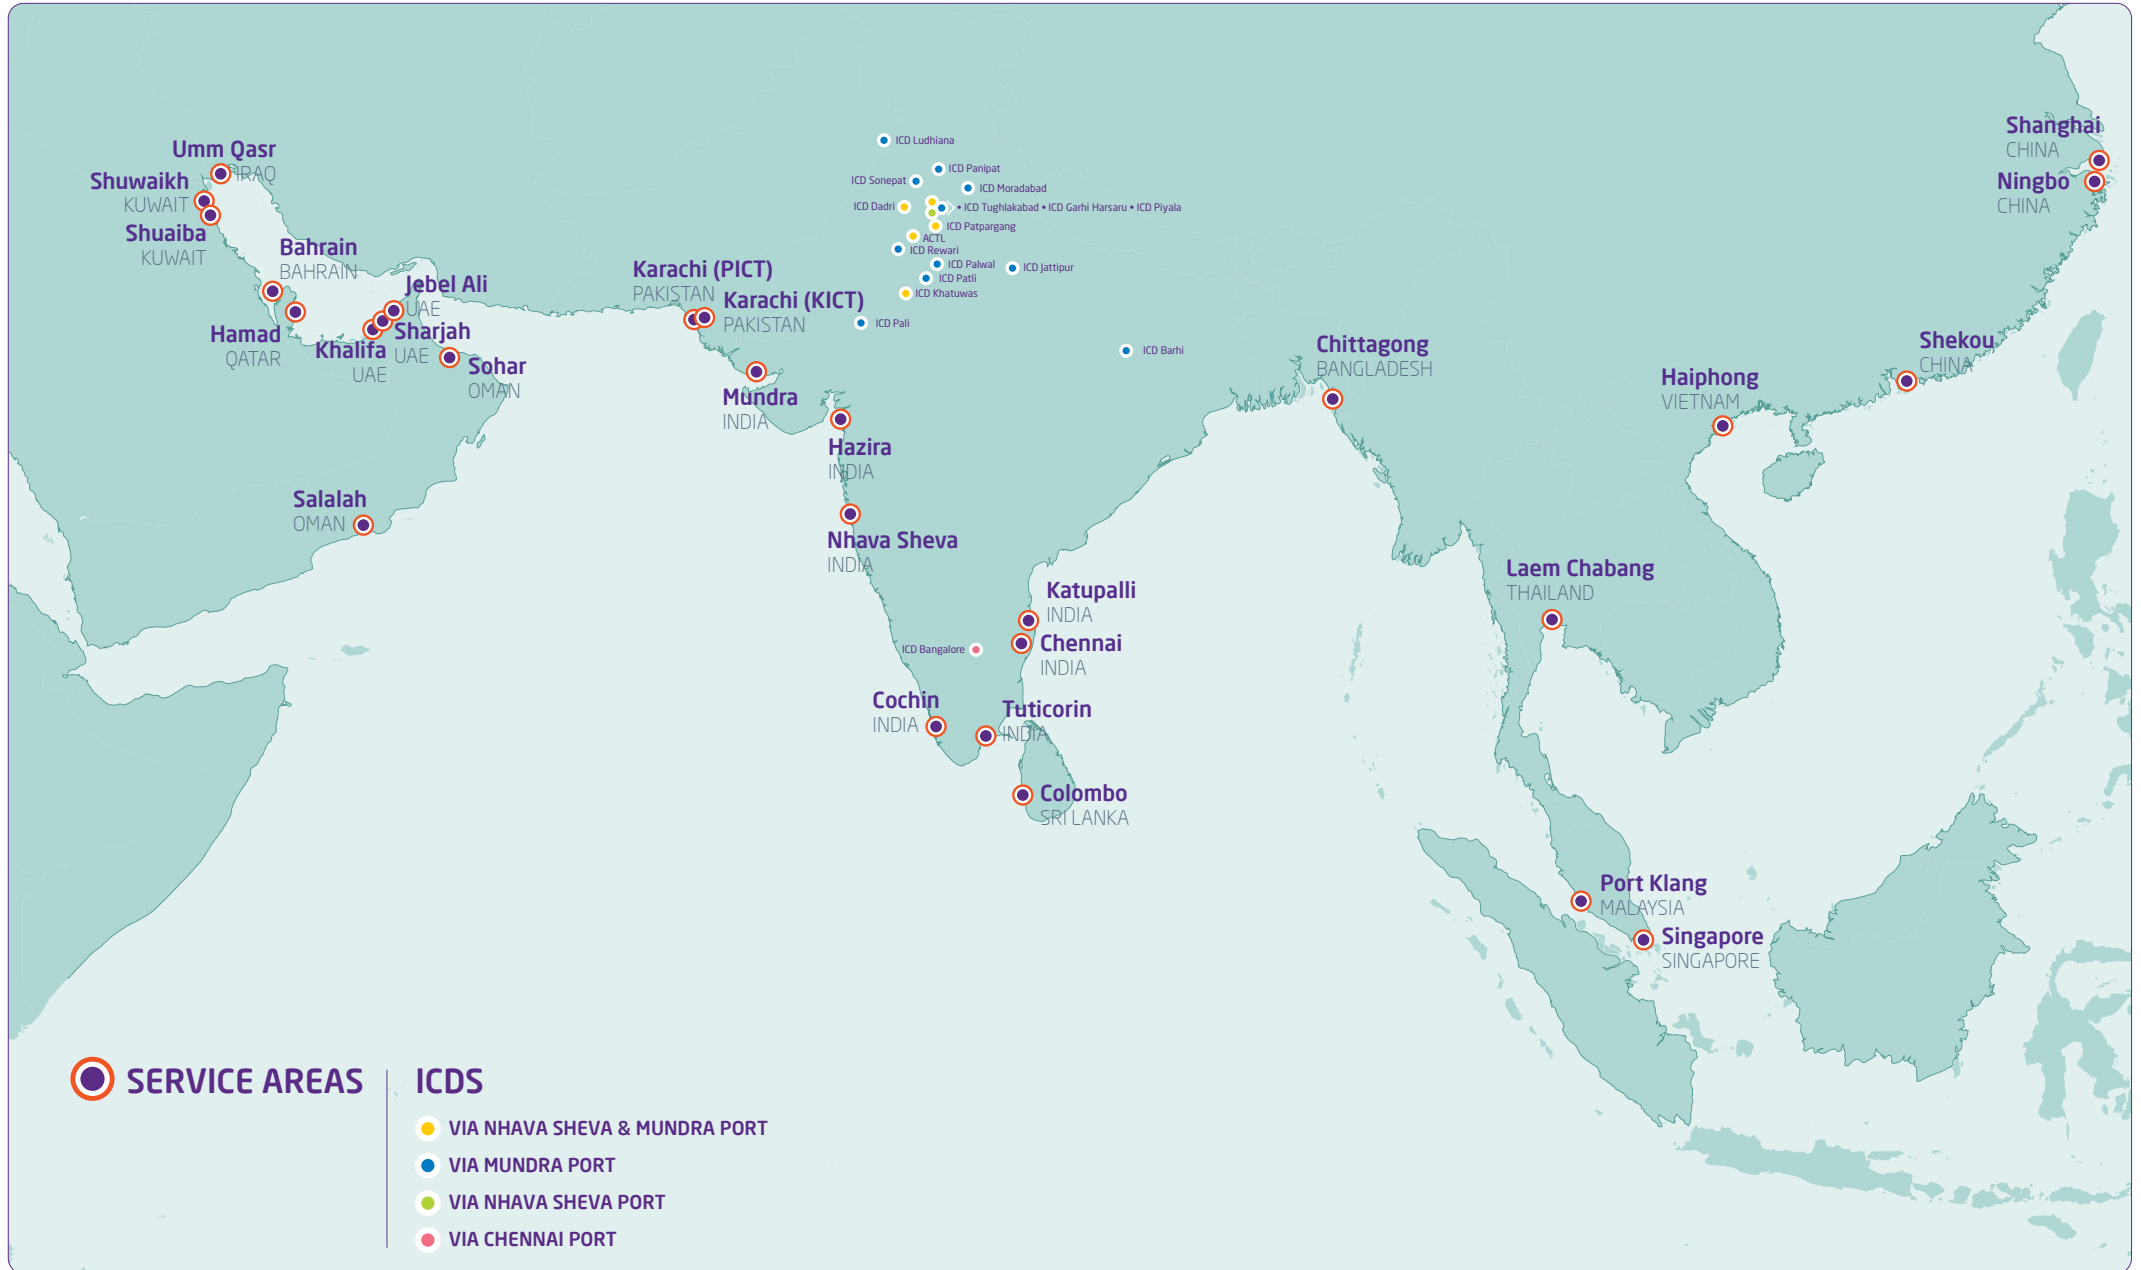 Umm Qasr
IRAQ
Shuwaikh
KUWAIT
Shuaiba
KUWAIT
Bahrain
BAHRAIN
Hamad
QATAR
Jebel Ali
UAE
Sharjah
UAE
Khalifa
UAE
Sohar
OMAN
Salalah
OMAN
Karachi (PICT)
PAKISTAN
Karachi (KICT)
PAKISTAN
Mundra
INDIA
Hazira
INDIA
Nhava Sheva
INDIA
ICD Ludhiana
ICD Panipat
ICD Sonepat
ICD Moradabad
ICD Dadri
• ICD Tughlakabad • ICD Garhi Harsaru • ICD Piyala
ICD Patpargang
ACTL
ICD Rewari
ICD Palwal
ICD Jattipur
ICD Patli
ICD Khatuwas
ICD Pali
ICD Barhi
ICD Bangalore
Katupalli
INDIA
Chennai
INDIA
Cochin
INDIA
Tuticorin
INDIA
Colombo
SRI LANKA
Chittagong
BANGLADESH
Laem Chabang
THAILAND
Haiphong
VIETNAM
Shekou
CHINA
Shanghai
CHINA
Ningbo
CHINA
Port Klang
MALAYSIA
Singapore
SINGAPORE
SERVICE AREAS
ICDS
VIA NHAVA SHEVA & MUNDRA PORT
VIA MUNDRA PORT
VIA NHAVA SHEVA PORT
VIA CHENNAI PORT